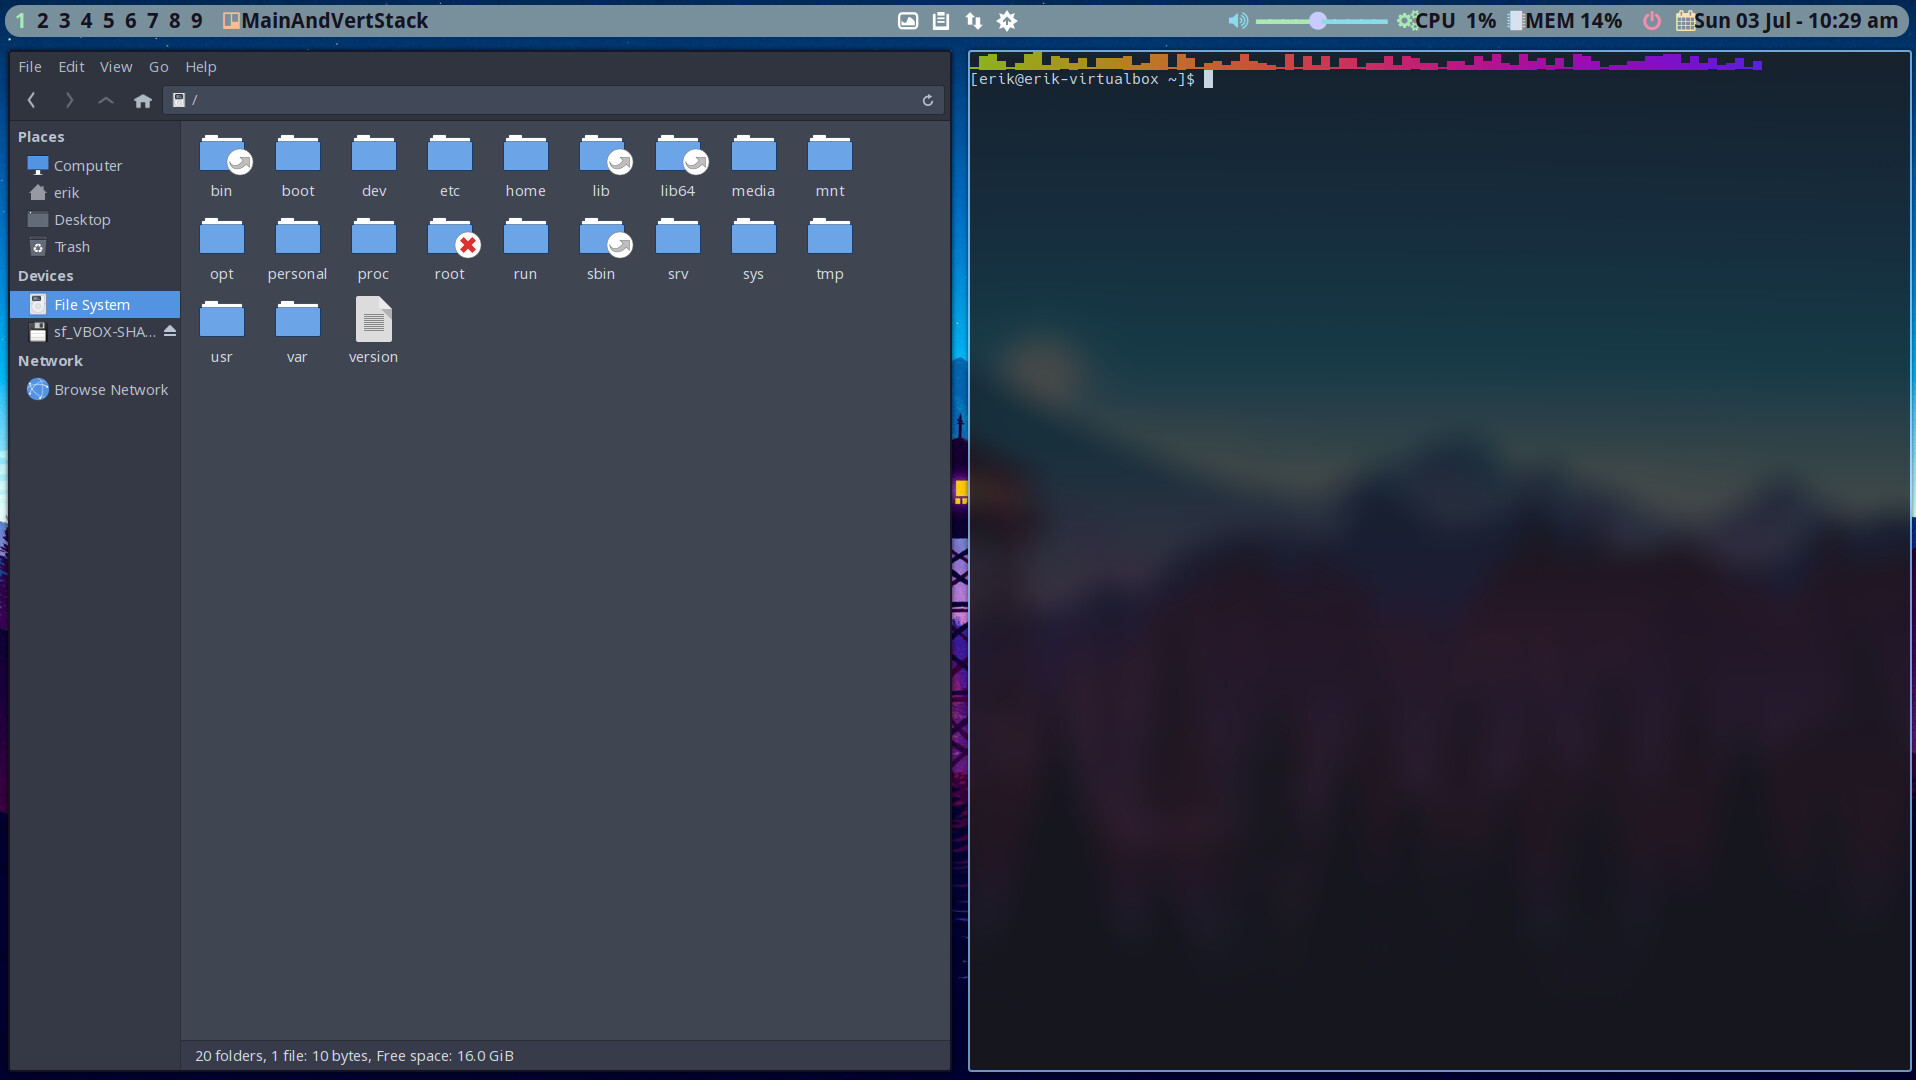 1 2 3 4 5 6 7 8 9 MainAndVertStack CPU 1% MEM 14% Sun 03 Jul - 10:29 am
File Edit View Go Help
/
Places
Computer
erik
Desktop
Trash
Devices
File System
sf_VBOX-SHA...
Network
Browse Network
bin boot dev etc home lib lib64 media mnt
opt personal proc root run sbin srv sys tmp
usr var version
20 folders, 1 file: 10 bytes, Free space: 16.0 GiB
[erik@erik-virtualbox ~]$